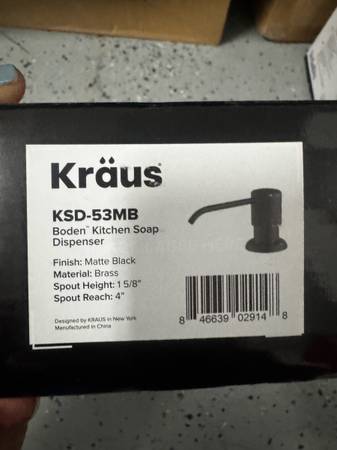 Kräus®
KSD-53MB
Boden™ Kitchen Soap
Dispenser
Finish: Matte Black
Material: Brass
Spout Height: 1 5/8"
Spout Reach: 4"
Designed by KRAUS in New York
Manufactured in China
8 46639 02914 8